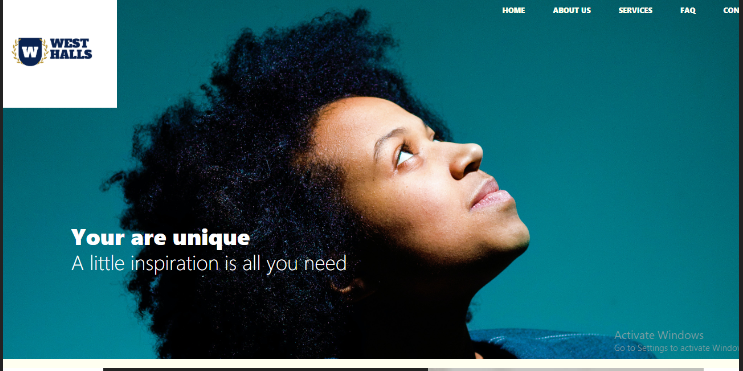 HOME ABOUT US SERVICES FAQ CON
W WEST
HALLS
Your are unique
A little inspiration is all you need
Activate Windows
Go to Settings to activate Windo